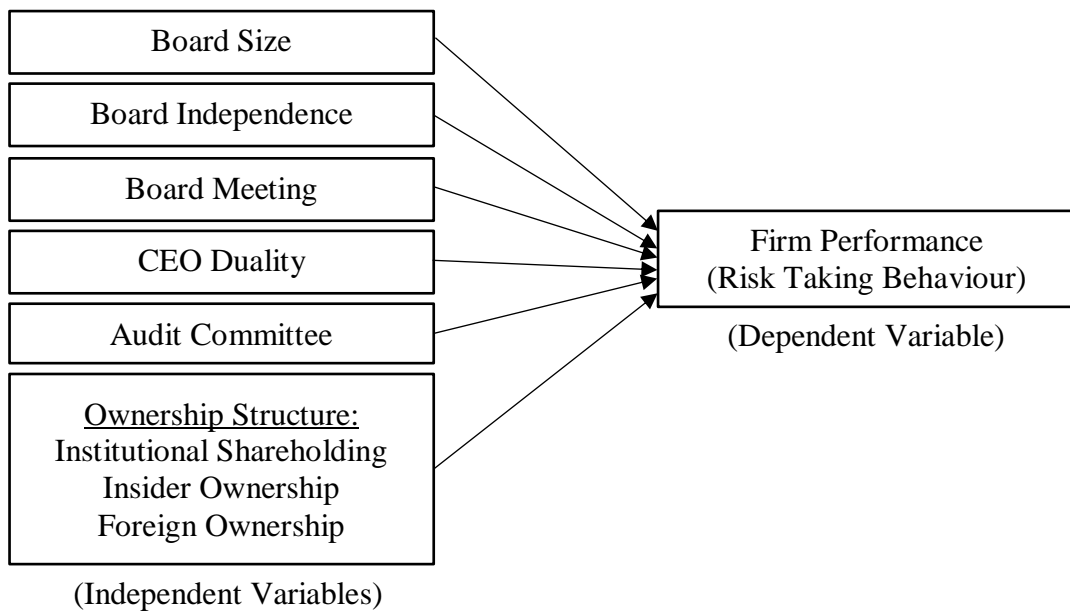 Board Size
Board Independence
Board Meeting
CEO Duality
Audit Committee
Ownership Structure:
Institutional Shareholding
Insider Ownership
Foreign Ownership
(Independent Variables)
Firm Performance
(Risk Taking Behaviour)
(Dependent Variable)